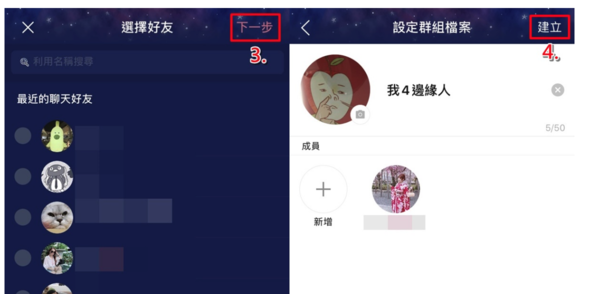 選擇好友
下一步
3.
利用名稱搜尋
最近的聊天好友
設定群組檔案
建立
4.
我4邊緣人
5/50
成員
新增